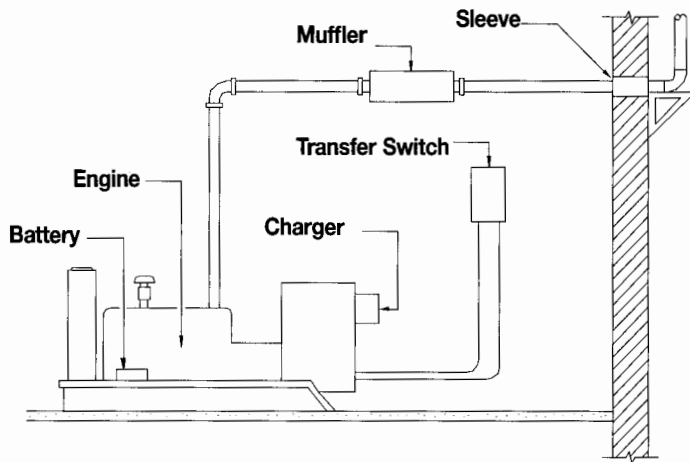 Sleeve
Muffler
Transfer Switch
Engine
Charger
Battery